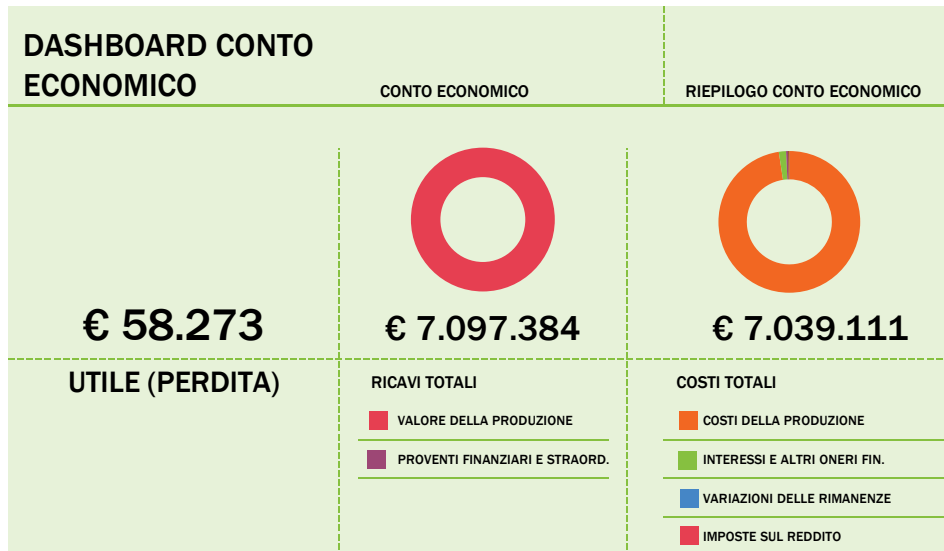 DASHBOARD CONTO
ECONOMICO
CONTO ECONOMICO
RIEPILOGO CONTO ECONOMICO
€ 58.273
€ 7.097.384
€ 7.039.111
UTILE (PERDITA)
RICAVI TOTALI
VALORE DELLA PRODUZIONE
PROVENTI FINANZIARI E STRAORD.
COSTI TOTALI
COSTI DELLA PRODUZIONE
INTERESSI E ALTRI ONERI FIN.
VARIAZIONI DELLE RIMANENZE
IMPOSTE SUL REDDITO